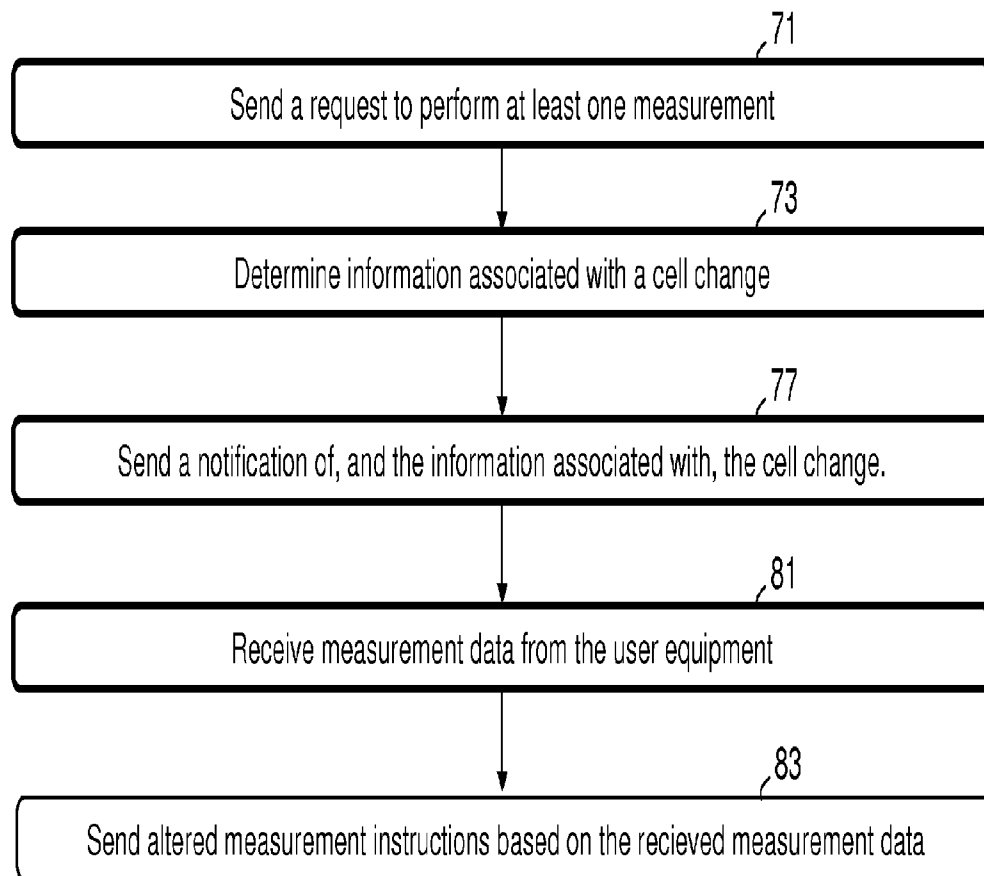 71
Send a request to perform at least one measurement
73
Determine information associated with a cell change
77
Send a notification of, and the information associated with, the cell change.
81
Receive measurement data from the user equipment
83
Send altered measurement instructions based on the recieved measurement data